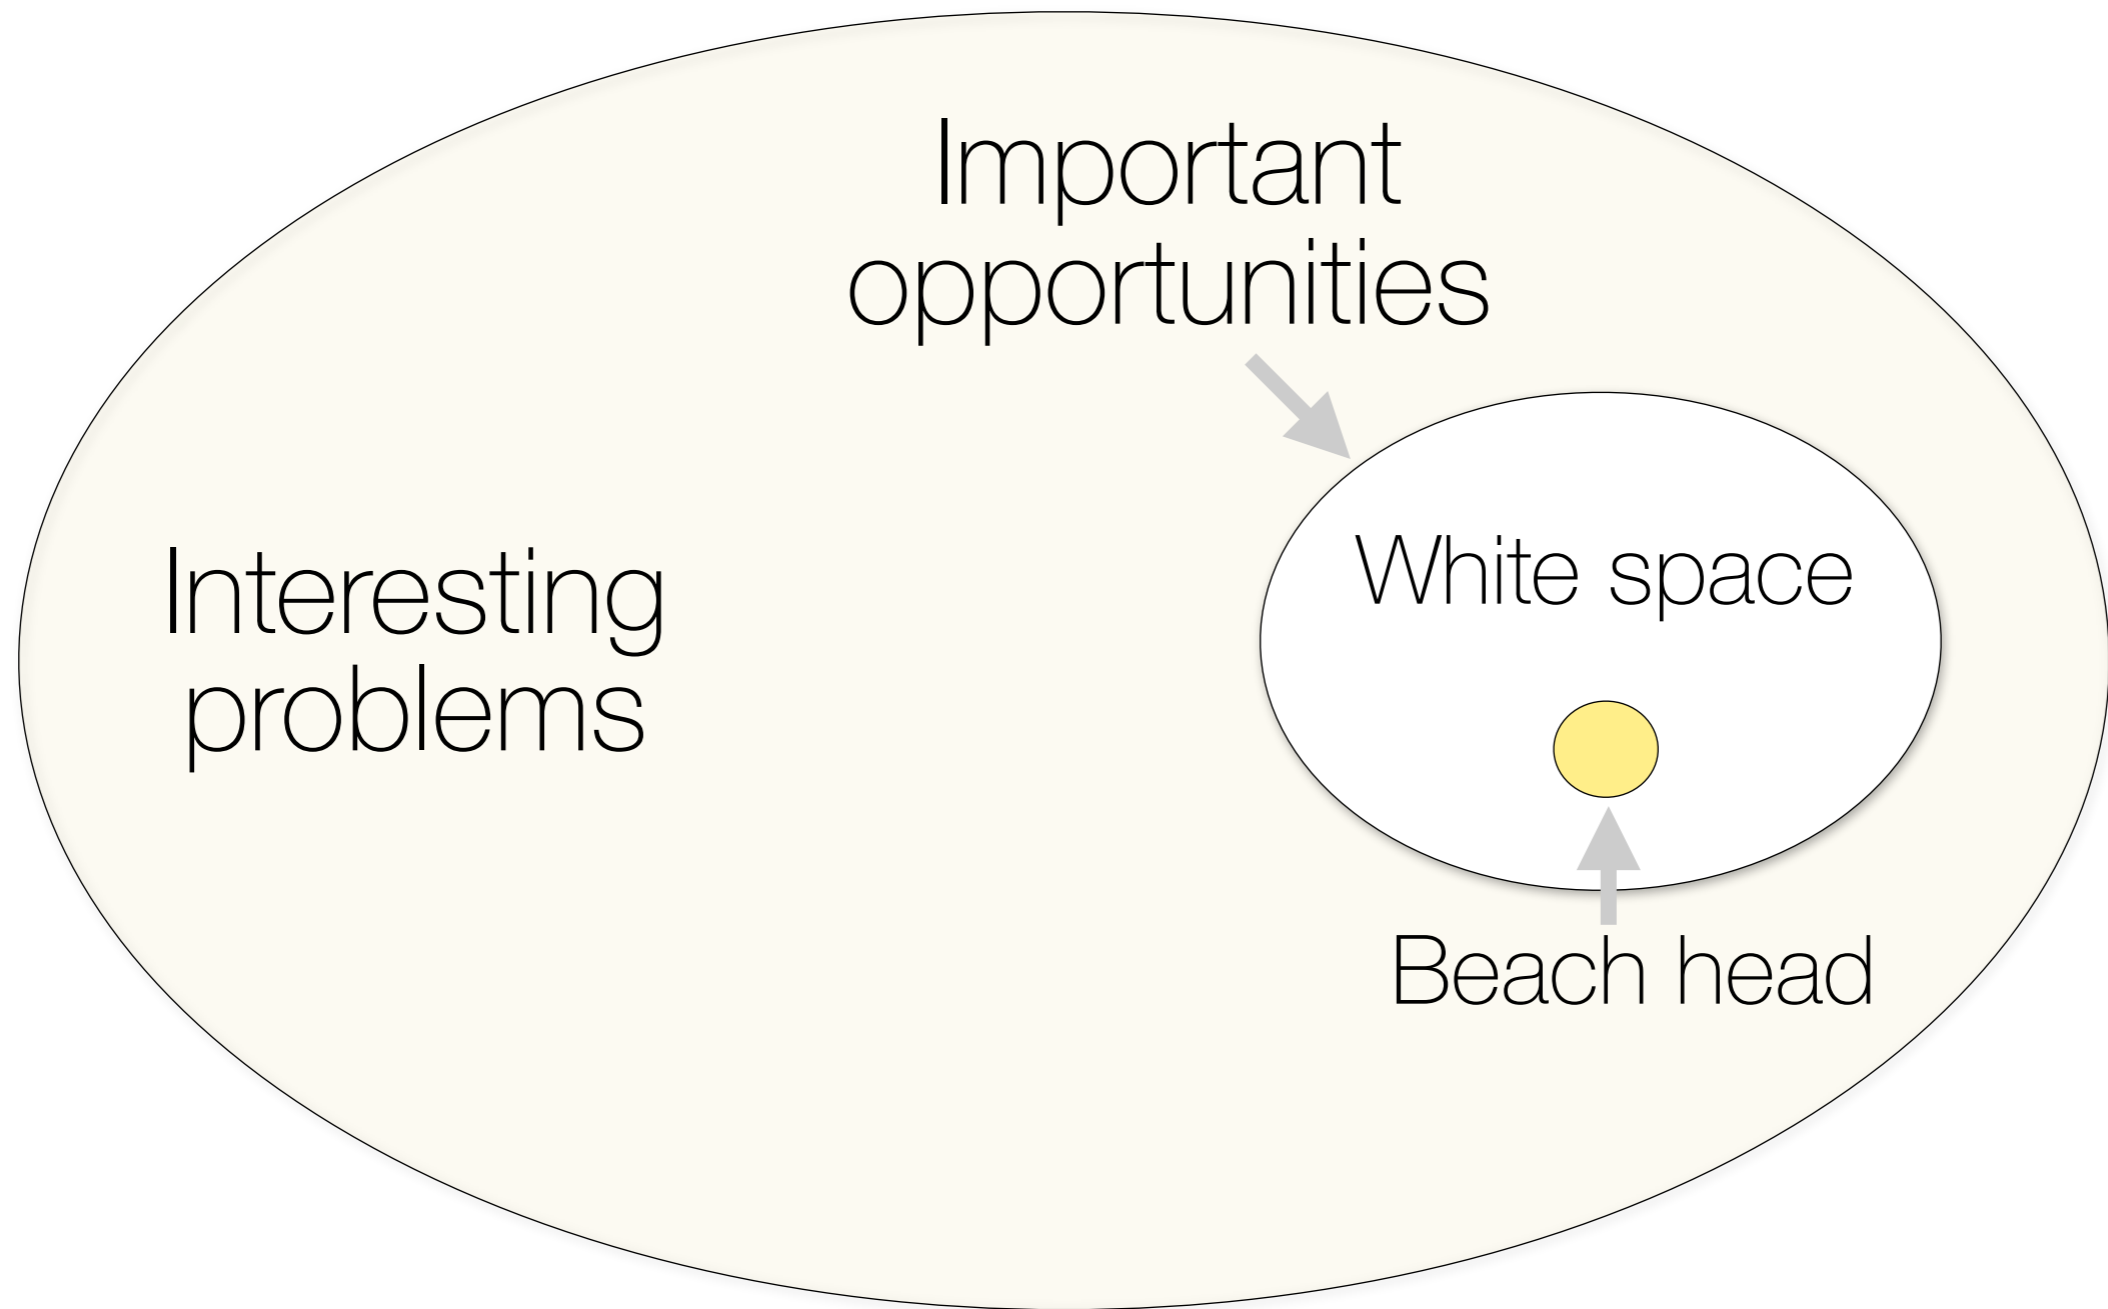 Important
opportunities
Interesting
problems
White space
Beach head